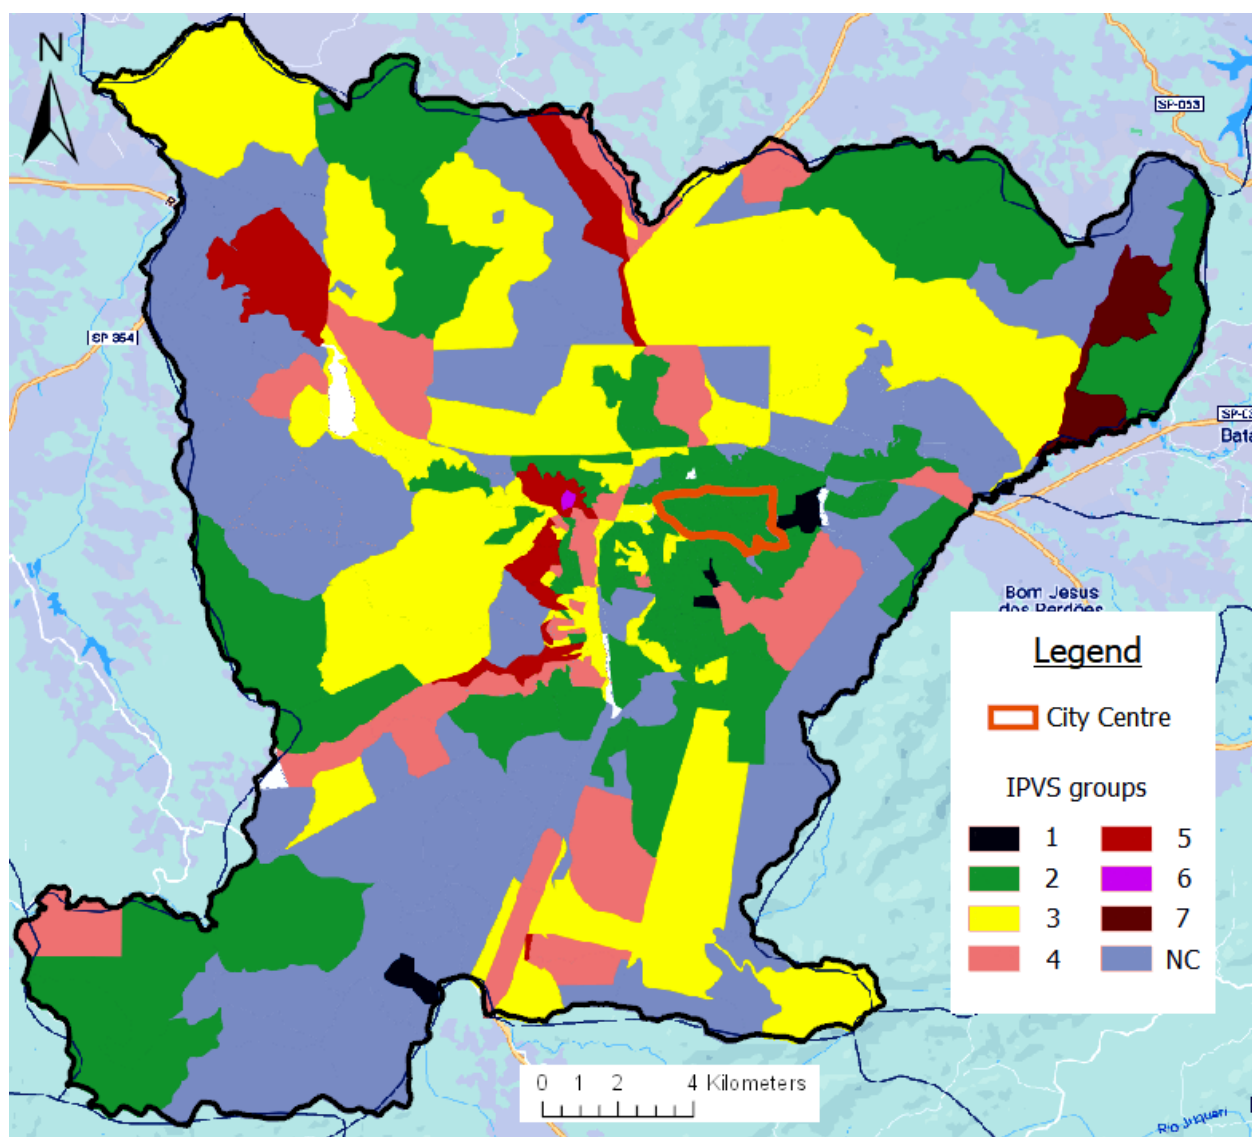 N
SP-053
R
SP 354
SP-0
Bata
Bom Jesus
dos Perdões
Legend
City Centre
IPVS groups
1 5
2 6
3 7
4 NC
0 1 2 4 Kilometers
Rio Juqueri